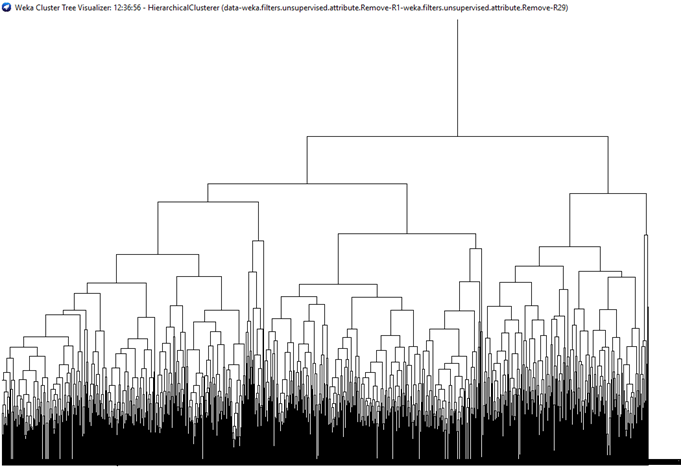 Weka Cluster Tree Visualizer: 12:36:56 - HierarchicalClusterer (data-weka.filters.unsupervised.attribute.Remove-R1-weka.filters.unsupervised.attribute.Remove-R29)